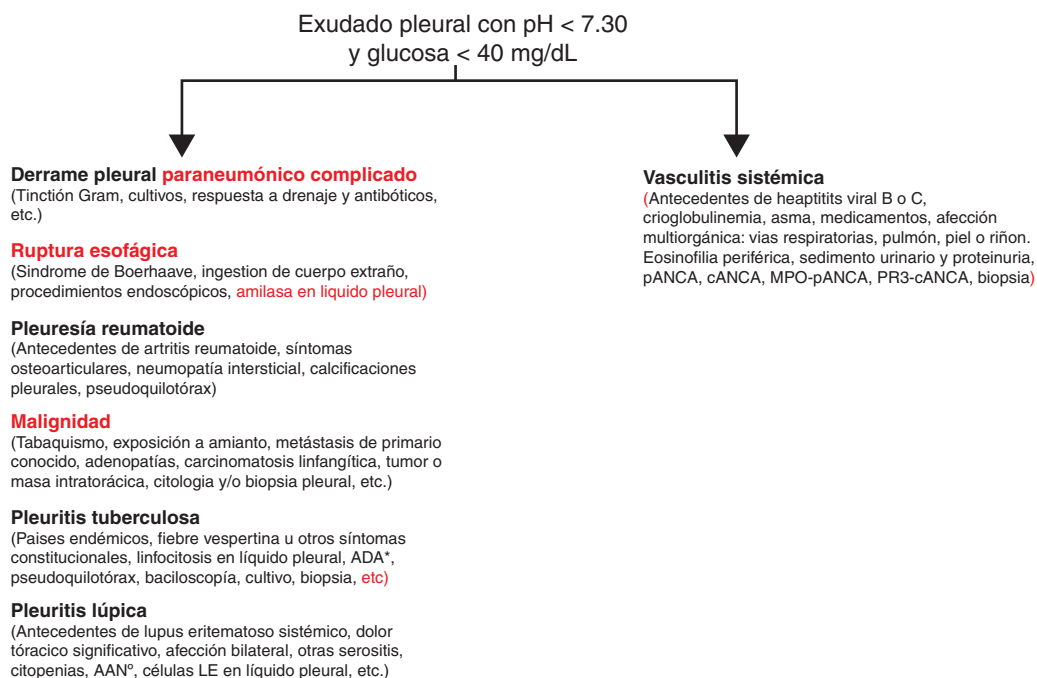 Exudado pleural con pH < 7.30
y glucosa < 40 mg/dL
Derrame pleural paraneumónico complicado
(Tinctión Gram, cultivos, respuesta a drenaje y antibóticos,
etc.)
Ruptura esofágica
(Sindrome de Boerhaave, ingestion de cuerpo extraño,
procedimientos endoscópicos, amilasa en liquido pleural)
Pleuresía reumatoide
(Antecedentes de artritis reumatoide, síntomas
osteoarticulares, neumopatía intersticial, calcificaciones
pleurales, pseudoquilotórax)
Malignidad
(Tabaquismo, exposición a amianto, metástasis de primario
conocido, adenopatías, carcinomatosis linfangítica, tumor o
masa intratorácica, citologia y/o biopsia pleural, etc.)
Pleuritis tuberculosa
(Paises endémicos, fiebre vespertina u otros síntomas
constitucionales, linfocitosis en líquido pleural, ADA*,
pseudoquilotórax, baciloscopía, cultivo, biopsia, etc)
Pleuritis lúpica
(Antecedentes de lupus eritematoso sistémico, dolor
tóracico significativo, afección bilateral, otras serositis,
citopenias, AANº, células LE en líquido pleural, etc.)
Vasculitis sistémica
(Antecedentes de heaptitits viral B o C,
crioglobulinemia, asma, medicamentos, afección
multiorgánica: vias respiratorias, pulmón, piel o riñon.
Eosinofilia periférica, sedimento urinario y proteinuria,
pANCA, cANCA, MPO-pANCA, PR3-cANCA, biopsia)